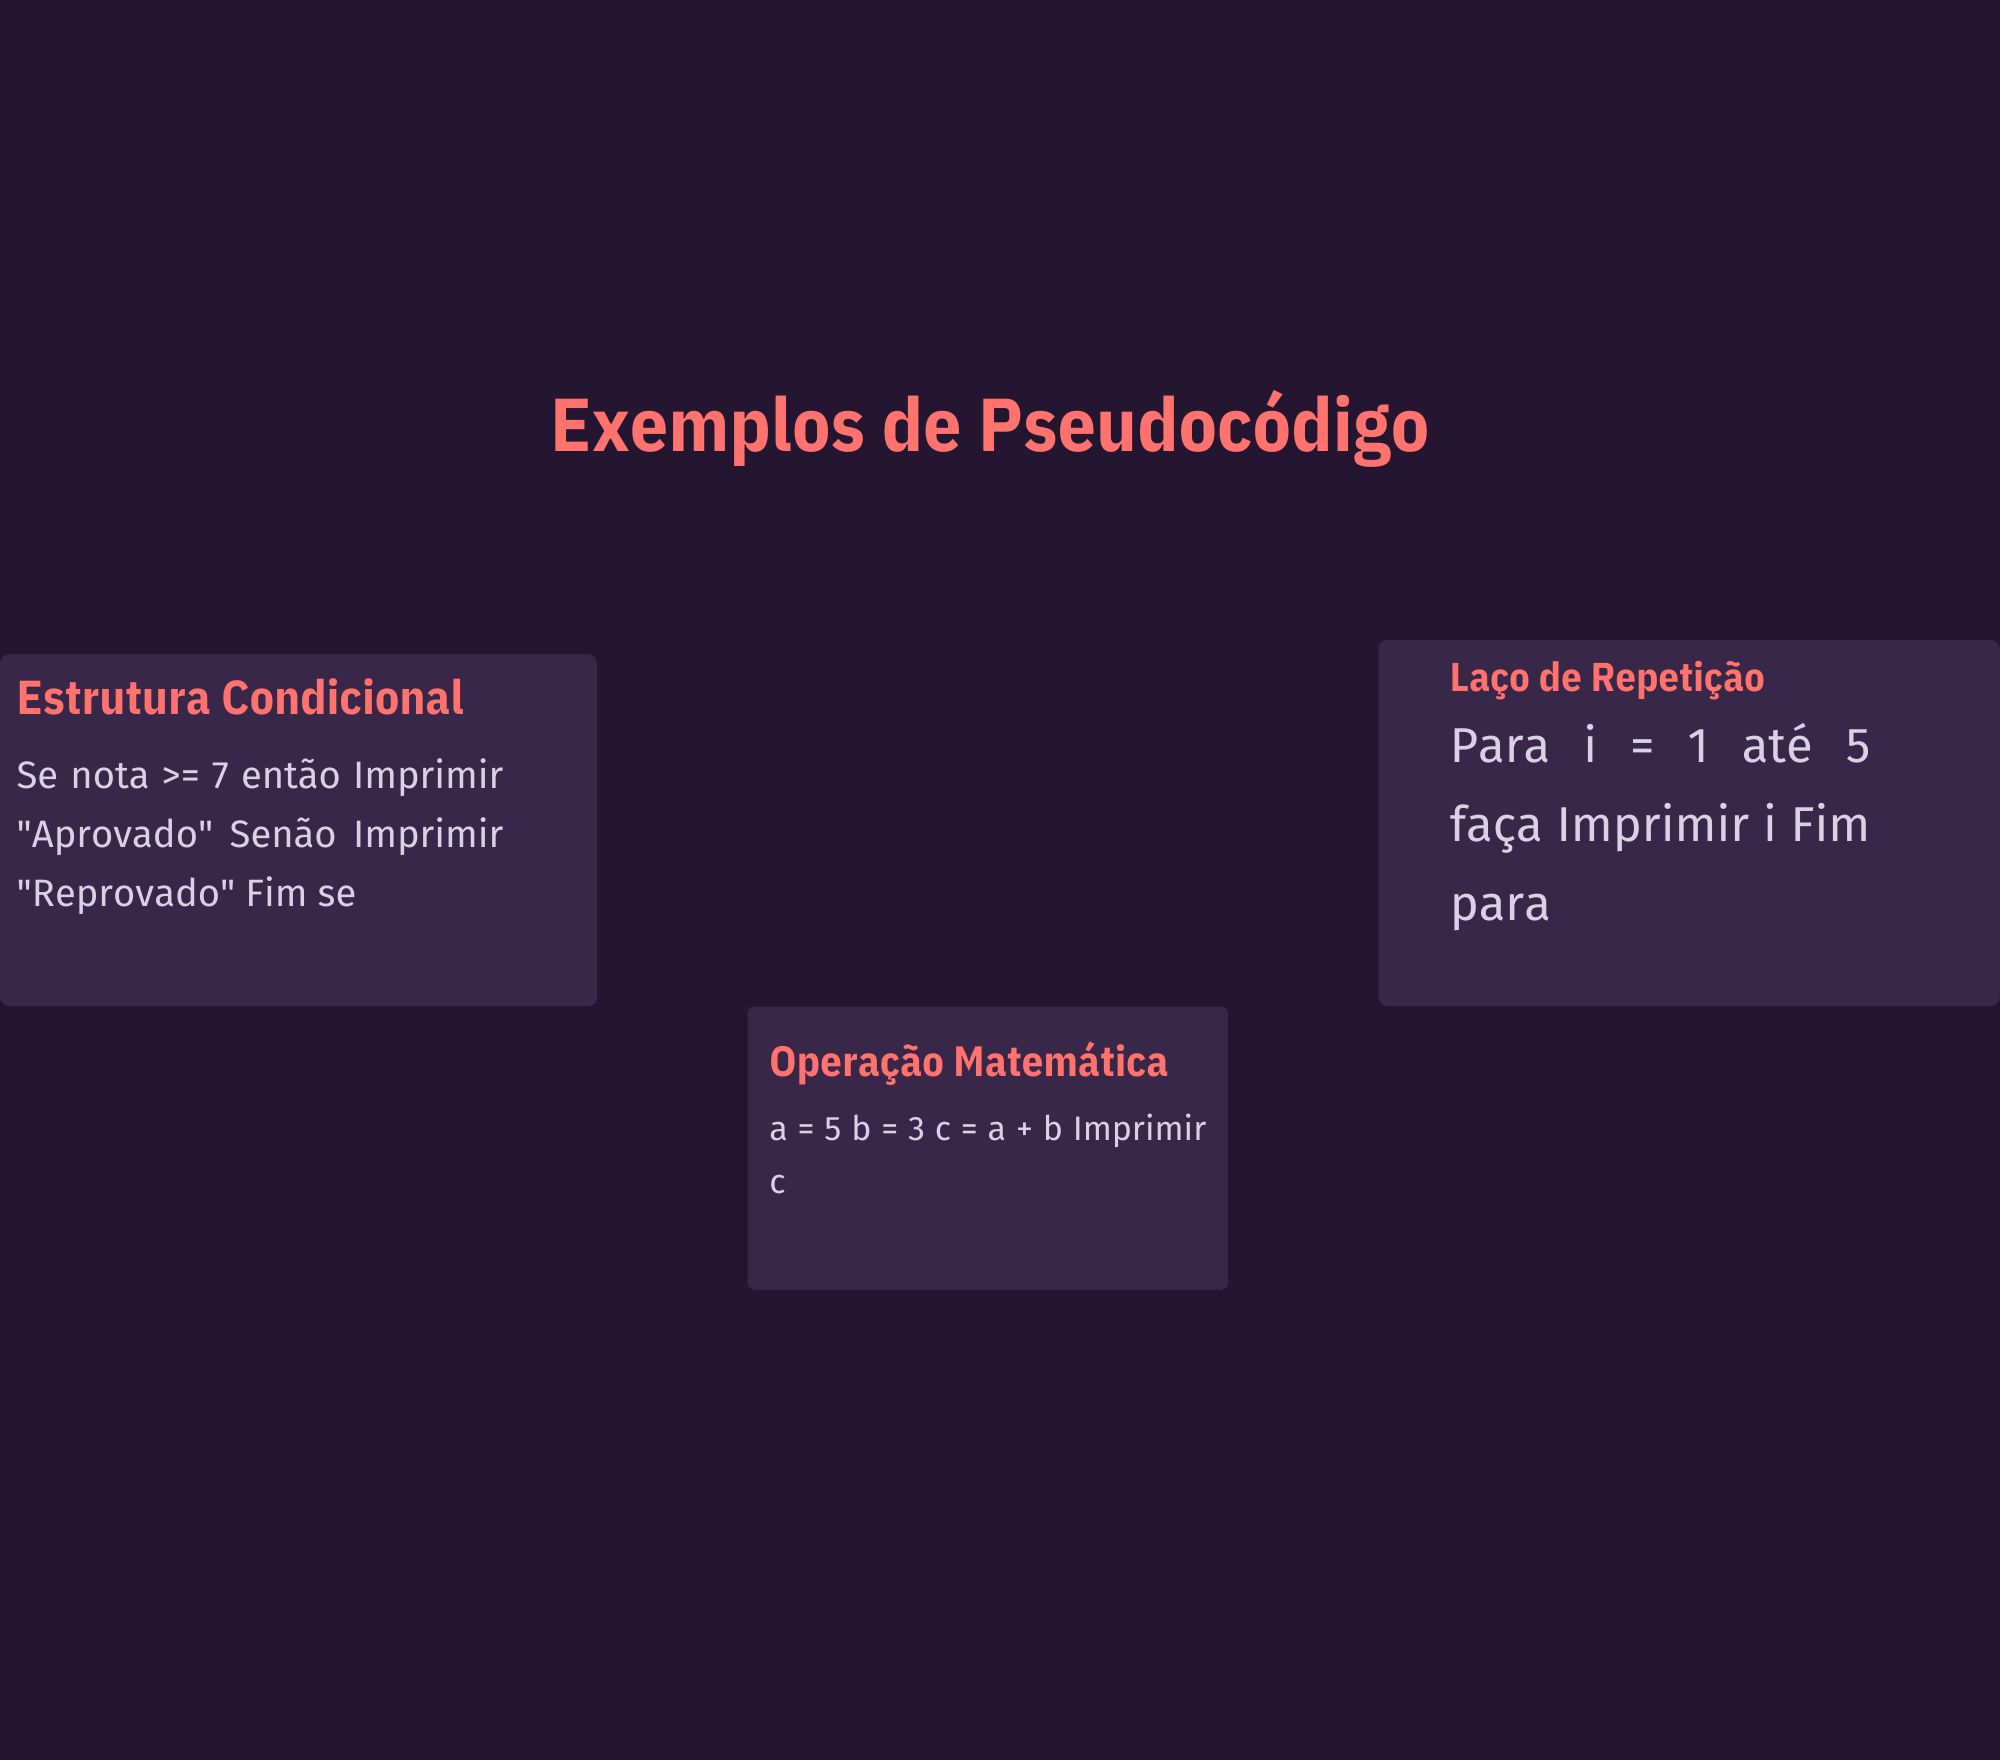 Exemplos de Pseudocódigo
Estrutura Condicional
Se nota >= 7 então Imprimir
"Aprovado" Senão Imprimir
"Reprovado" Fim se
Laço de Repetição
Para i = 1 até 5
faça Imprimir i Fim
para
Operação Matemática
a = 5 b = 3 c = a + b Imprimir
c